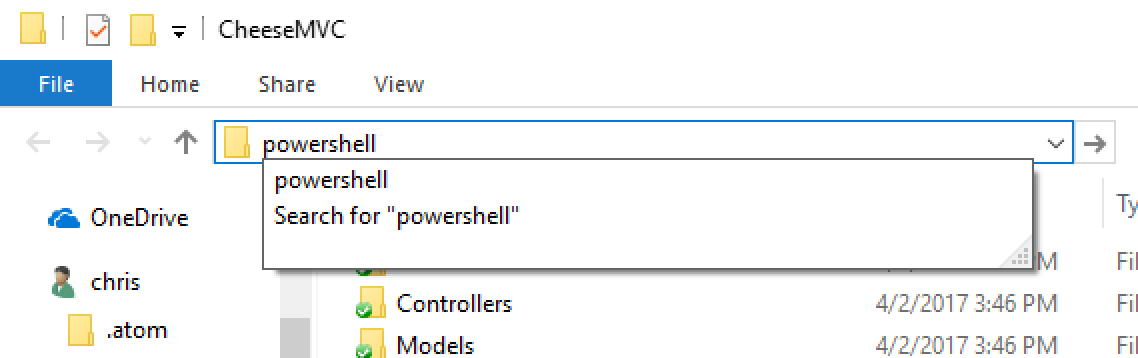 CheeseMVC
File Home Share View
powershell
powershell
Search for "powershell"
OneDrive
chris
.atom
Ty
M Fil
Controllers 4/2/2017 3:46 PM Fil
Models 4/2/2017 3:46 PM Fil